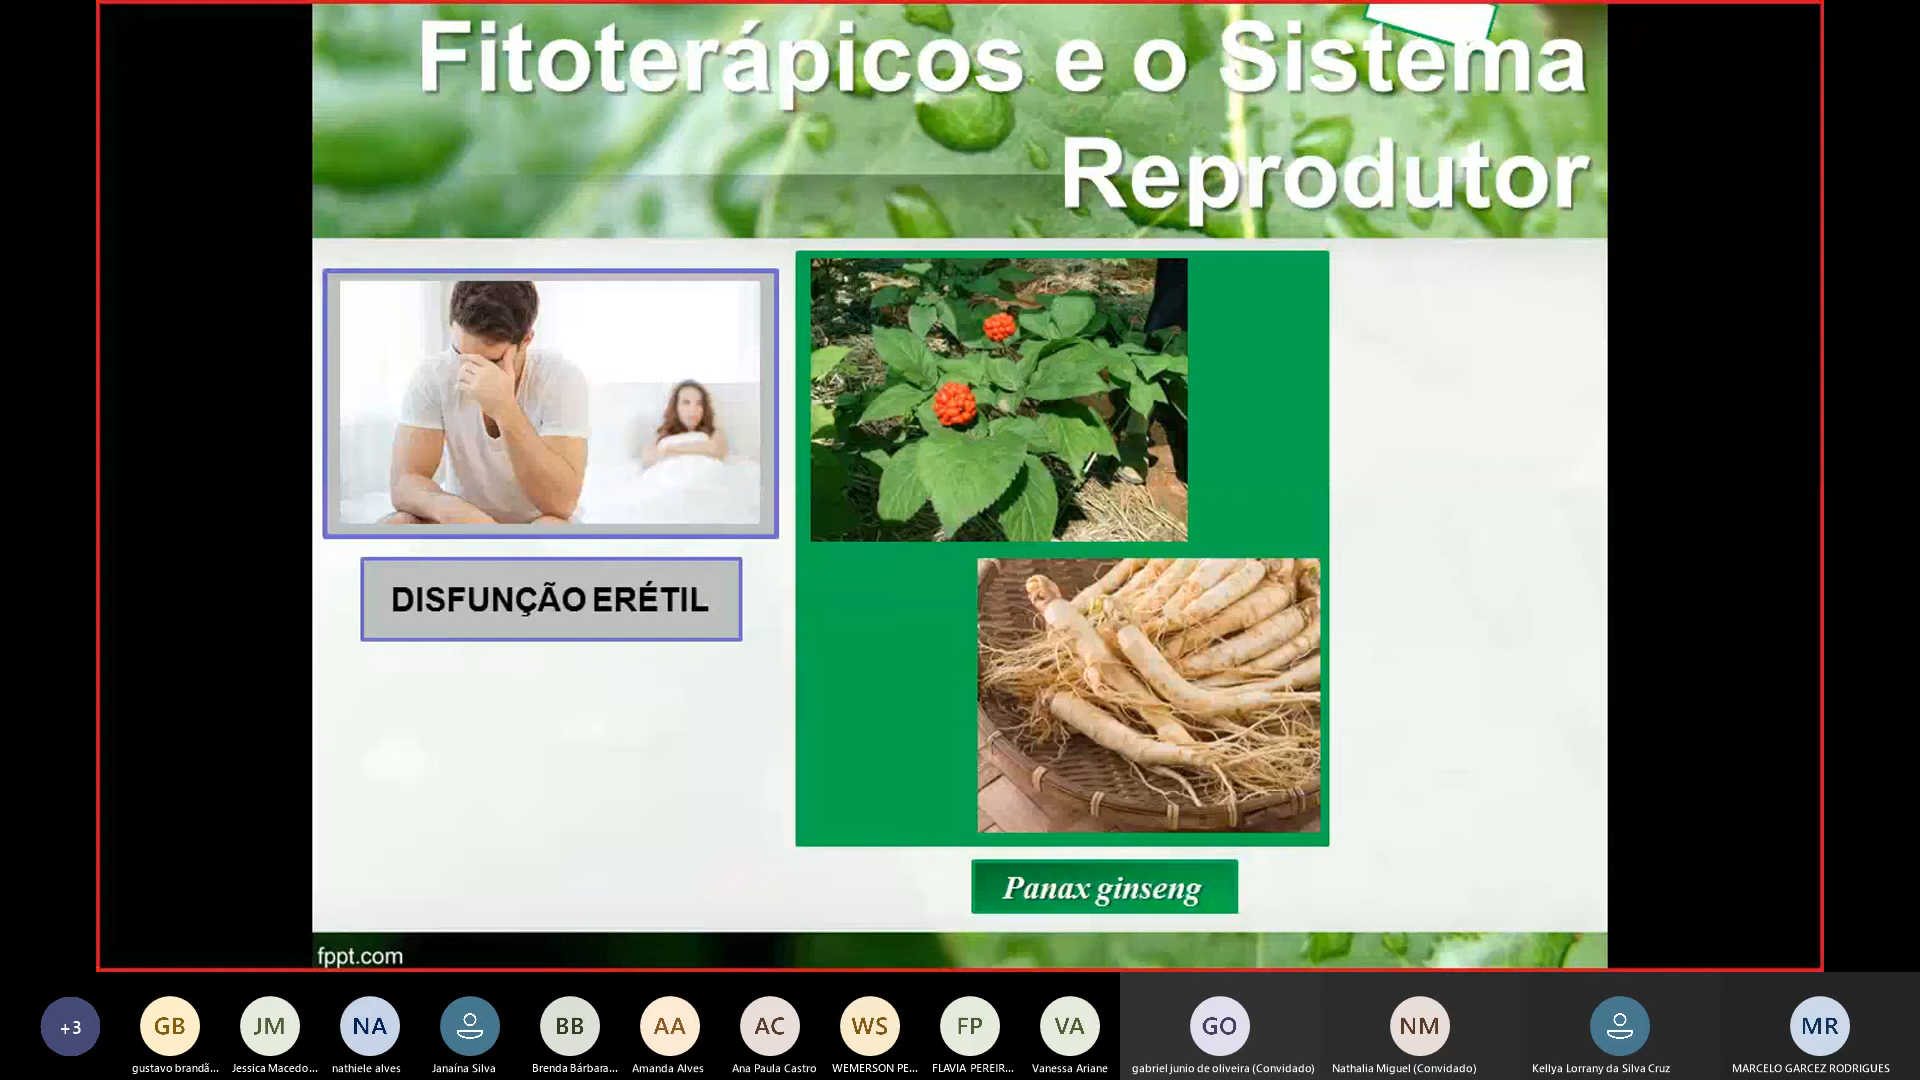 Fitoterápicos e o Sistema
Reprodutor
DISFUNÇÃO ERÉTIL
Panax ginseng
fppt.com
+3
GB
JM
NA
BB
AA
AC
WS
FP
VA
GO
NM
MR
gustavo brandã...
Jessica Macedo...
nathiele alves
Janaína Silva
Brenda Bárbara...
Amanda Alves
Ana Paula Castro
WEMERSON PE...
FLAVIA PEREIR...
Vanessa Ariane
gabriel junio de oliveira (Convidado)
Nathalia Miguel (Convidado)
Kellya Lorrany da Silva Cruz
MARCELO GARCEZ RODRIGUES